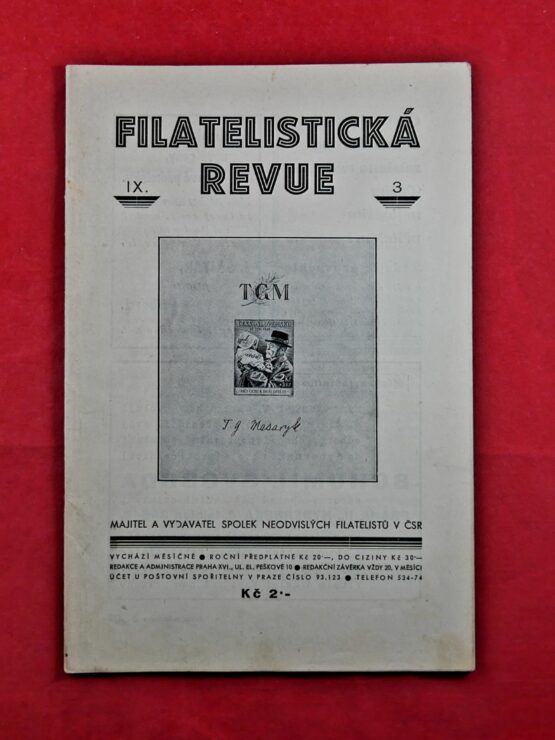 FILATELISTICKÁ
REVUE
IX.
3
TGM
T G Masaryk
MAJITEL A VYDAVATEL SPOLEK NEODVISLÝCH FILATELISTŮ V ČSR
VYCHÁZÍ MĚSÍČNĚ ● ROČNÍ PŘEDPLATNÉ Kč 20·—, DO CIZINY Kč 30·—
REDAKCE A ADMINISTRACE PRAHA XVI., UL. EL. PEŠKOVÉ 10 ● REDAKČNÍ ZÁVĚRKA VŽDY 20. V MĚSÍCI
ÚČET U POŠTOVNÍ SPOŘITELNY V PRAZE ČÍSLO 93.123 ● TELEFON 534-74
Kč 2·-